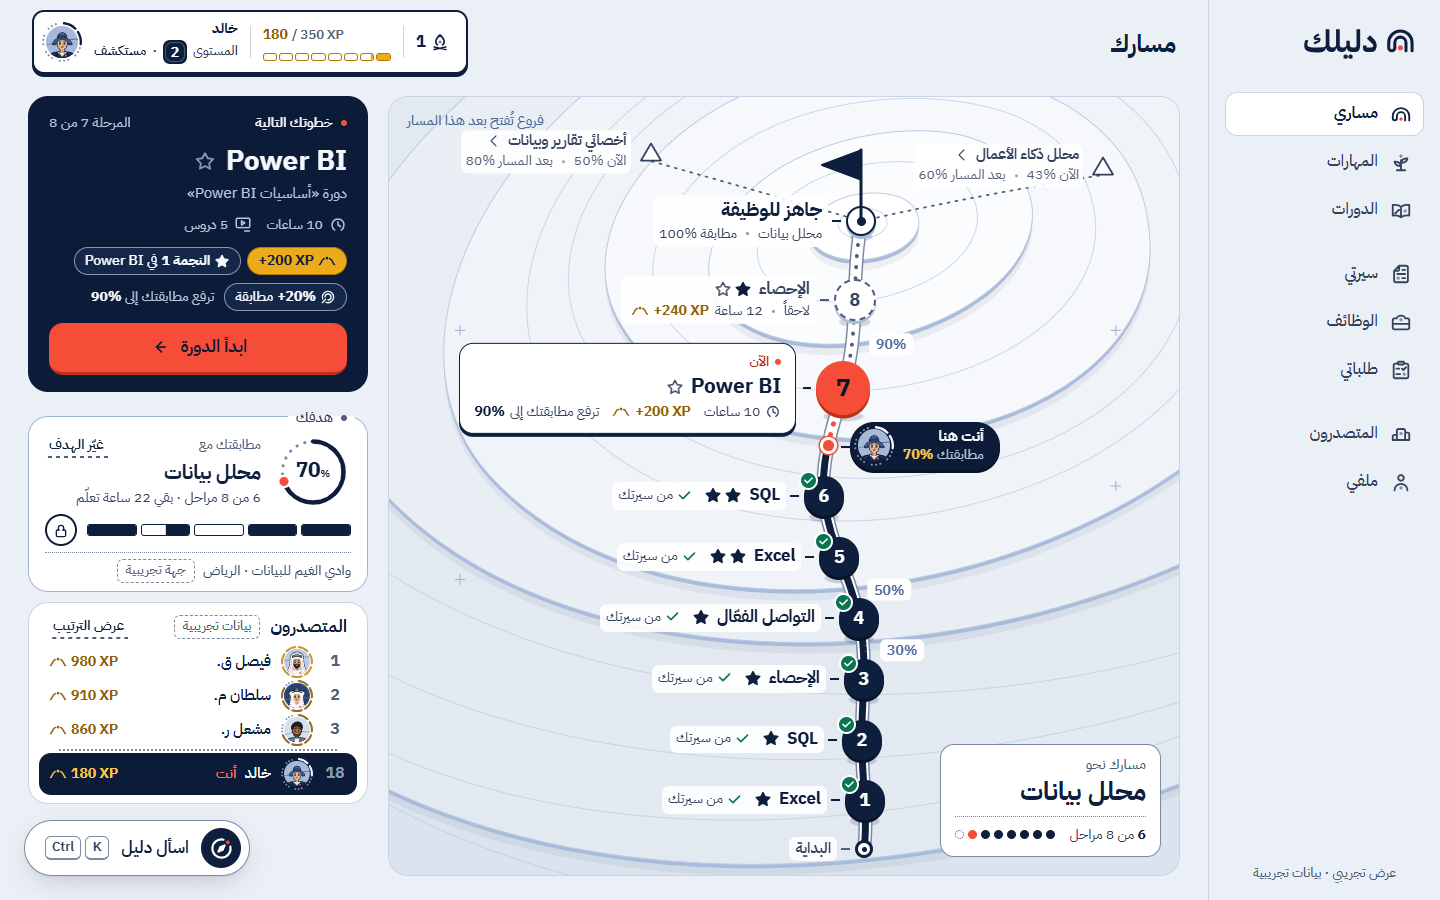 دليلك
مساري
المهارات
الدورات
سيرتي
الوظائف
طلباتي
المتصدرون
ملفي
عرض تجريبي · بيانات تجريبية
مسارك
1
180 / 350 XP
خالد
المستوى 2 · مستكشف
فروع تُفتح بعد هذا المسار
محلل ذكاء الأعمال
الآن 43% • بعد المسار 60%
أخصائي تقارير وبيانات
الآن 50% • بعد المسار 80%
جاهز للوظيفة
محلل بيانات • مطابقة 100%
8
الإحصاء
لاحقاً • 12 ساعة +240 XP
90%
7
الآن
Power BI
10 ساعات +200 XP ترفع مطابقتك إلى 90%
أنت هنا
مطابقتك 70%
6
SQL من سيرتك
5
Excel من سيرتك
50%
4
التواصل الفعّال من سيرتك
30%
3
الإحصاء من سيرتك
2
SQL من سيرتك
1
Excel من سيرتك
البداية
مسارك نحو
محلل بيانات
6 من 8 مراحل
خطوتك التالية
المرحلة 7 من 8
Power BI
دورة «أساسيات Power BI»
10 ساعات 5 دروس
+200 XP
النجمة 1 في Power BI
+20% مطابقة
ترفع مطابقتك إلى 90%
ابدأ الدورة
هدفك
70%
مطابقتك مع
غيّر الهدف
محلل بيانات
6 من 8 مراحل · بقي 22 ساعة تعلّم
وادي الغيم للبيانات · الرياض
جهة تجريبية
المتصدرون
بيانات تجريبية
عرض الترتيب
1 فيصل ق. 980 XP
2 سلطان م. 910 XP
3 مشعل ر. 860 XP
18 خالد أنت 180 XP
اسأل دليل
Ctrl K